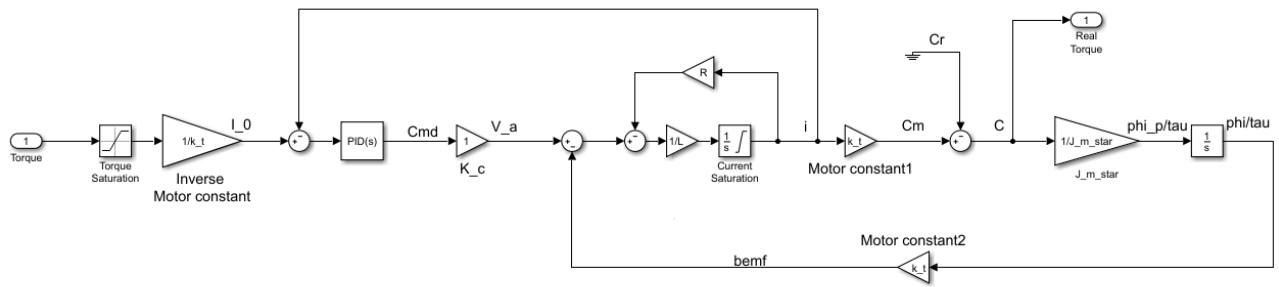 1
Torque
Torque
Saturation
1/k_t
Inverse
Motor constant
I_0
PID(s)
Cmd
1
K_c
V_a
R
1/L
1
s
Current
Saturation
i
k_t
Motor constant1
Cm
Cr
C
1
Real
Torque
1/J_m_star
J_m_star
phi_p/tau
1
s
phi/tau
Motor constant2
k_t
bemf